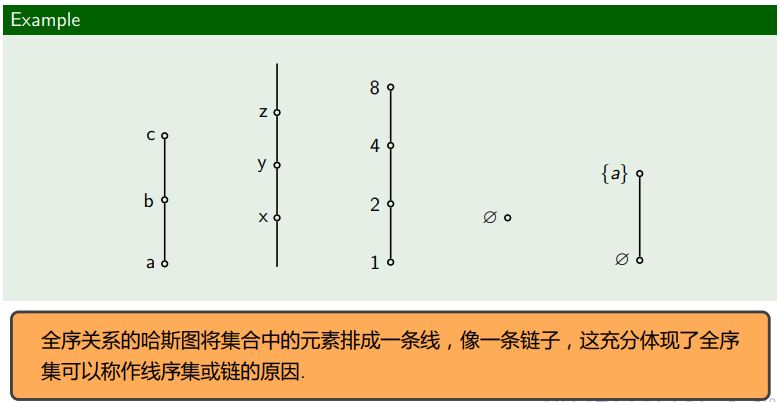 Example
c
b
a
z
y
x
8
4
2
1
∅
{a}
∅
全序关系的哈斯图将集合中的元素排成一条线，像一条链子，这充分体现了全序
集可以称作线序集或链的原因.